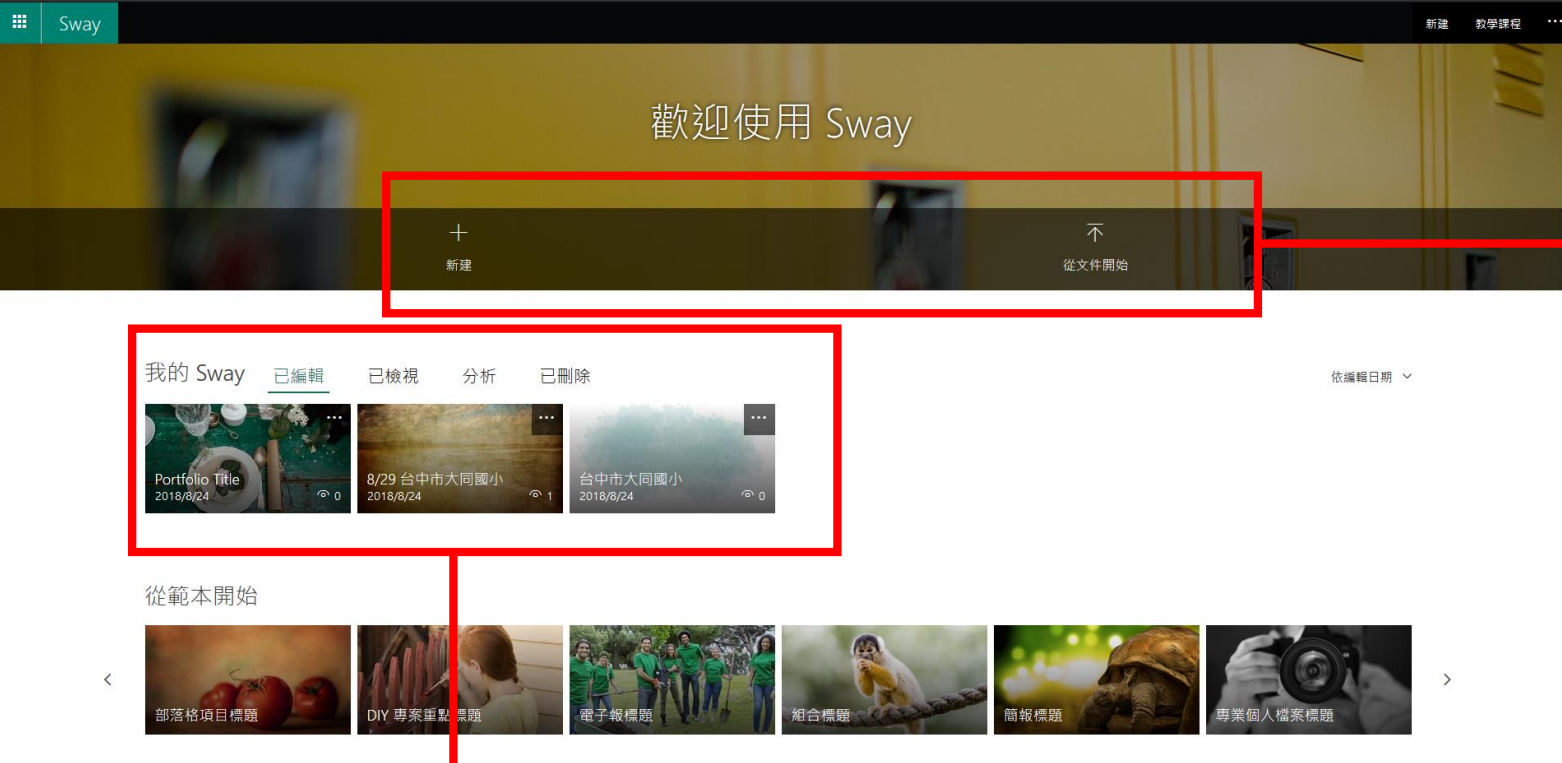 Sway
新建 教學課程 ...
歡迎使用 Sway
新建 從文件開始
我的 Sway 已編輯 已檢視 分析 已刪除 依編輯日期
Portfolio Title 8/29 台中市大同國小 台中市大同國小
2018/8/24 0 2018/8/24 1 2018/8/24 0
從範本開始
部落格項目標題 DIY 專案重點標題 電子報標題 組合標題 簡報標題 專業個人檔案標題